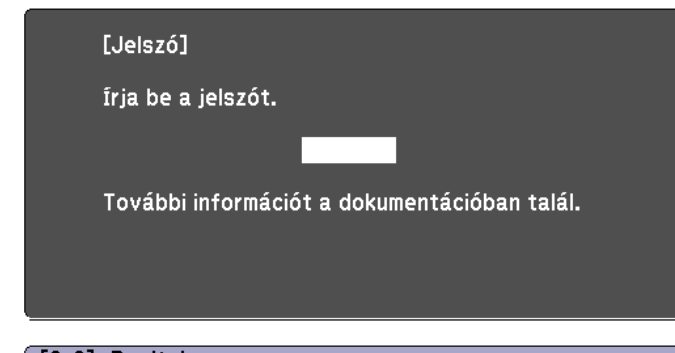 [Jelszó]
Írja be a jelszót.
További információt a dokumentációban talál.